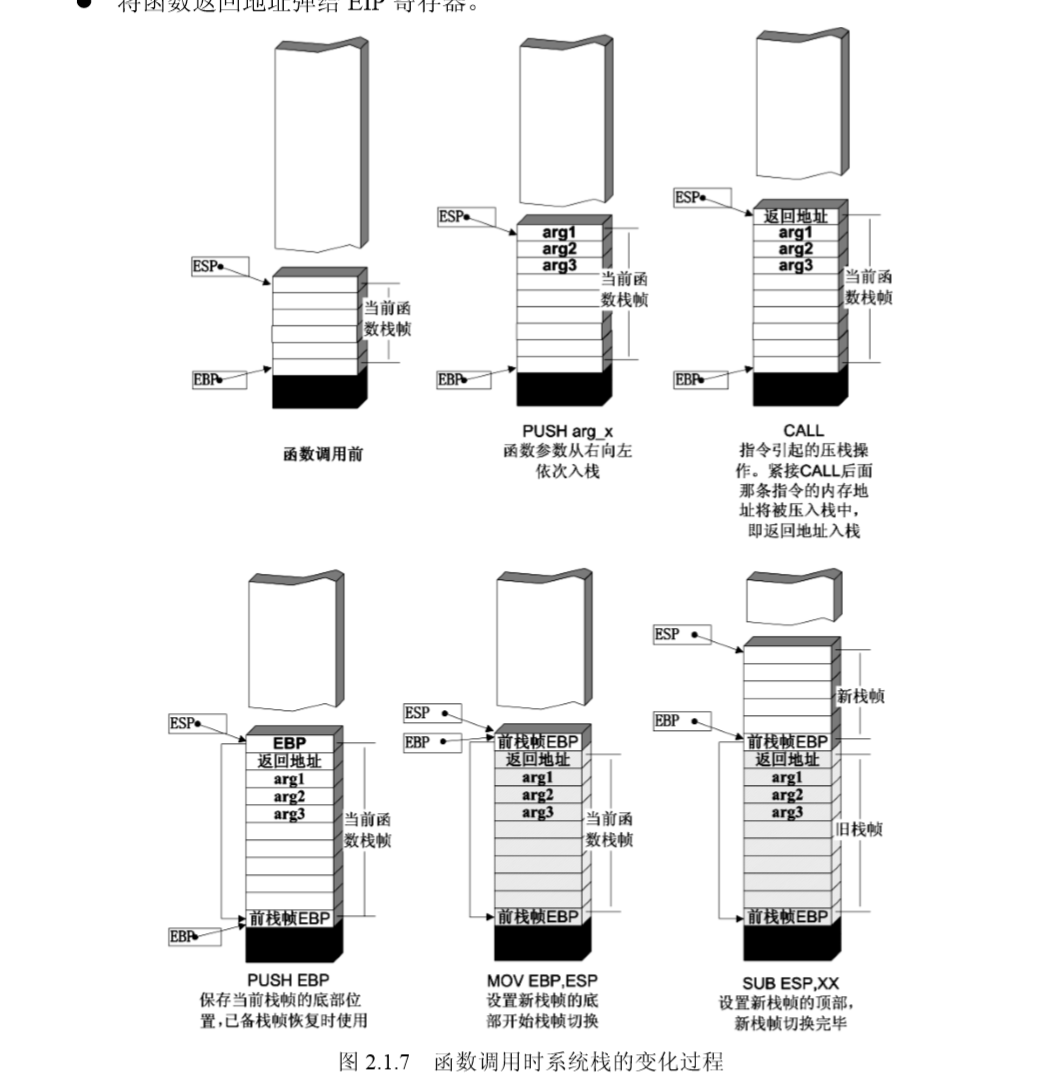 ● 将函数返回地址弹给 EIP 寄存器。
ESP
当前函
数栈帧
EBP
函数调用前
ESP
arg1
arg2
arg3
当前函
数栈帧
EBP
PUSH arg_x
函数参数从右向左
依次入栈
ESP
返回地址
arg1
arg2
arg3
当前函
数栈帧
EBP
CALL
指令引起的压栈操
作。紧接CALL后面
那条指令的内存地
址将被压入栈中，
即返回地址入栈
ESP
EBP
返回地址
arg1
arg2
arg3
当前函
数栈帧
前栈帧EBP
EBP
PUSH EBP
保存当前栈帧的底部位
置，已备栈帧恢复时使用
ESP
EBP
前栈帧EBP
返回地址
arg1
arg2
arg3
当前函
数栈帧
前栈帧EBP
MOV EBP,ESP
设置新栈帧的底
部开始栈帧切换
ESP
新栈帧
EBP
前栈帧EBP
返回地址
arg1
arg2
arg3
旧栈帧
前栈帧EBP
SUB ESP,XX
设置新栈帧的顶部，
新栈帧切换完毕
图 2.1.7 函数调用时系统栈的变化过程